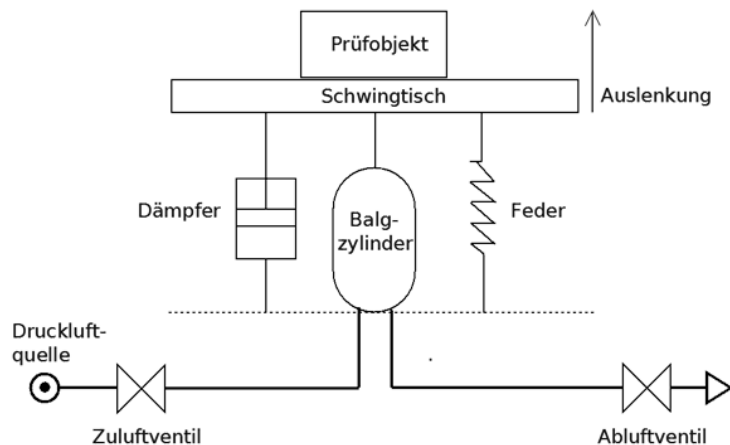 Prüfobjekt
Schwingtisch
Auslenkung
Dämpfer
Balg-
zylinder
Feder
Druckluft-
quelle
Zuluftventil
Abluftventil